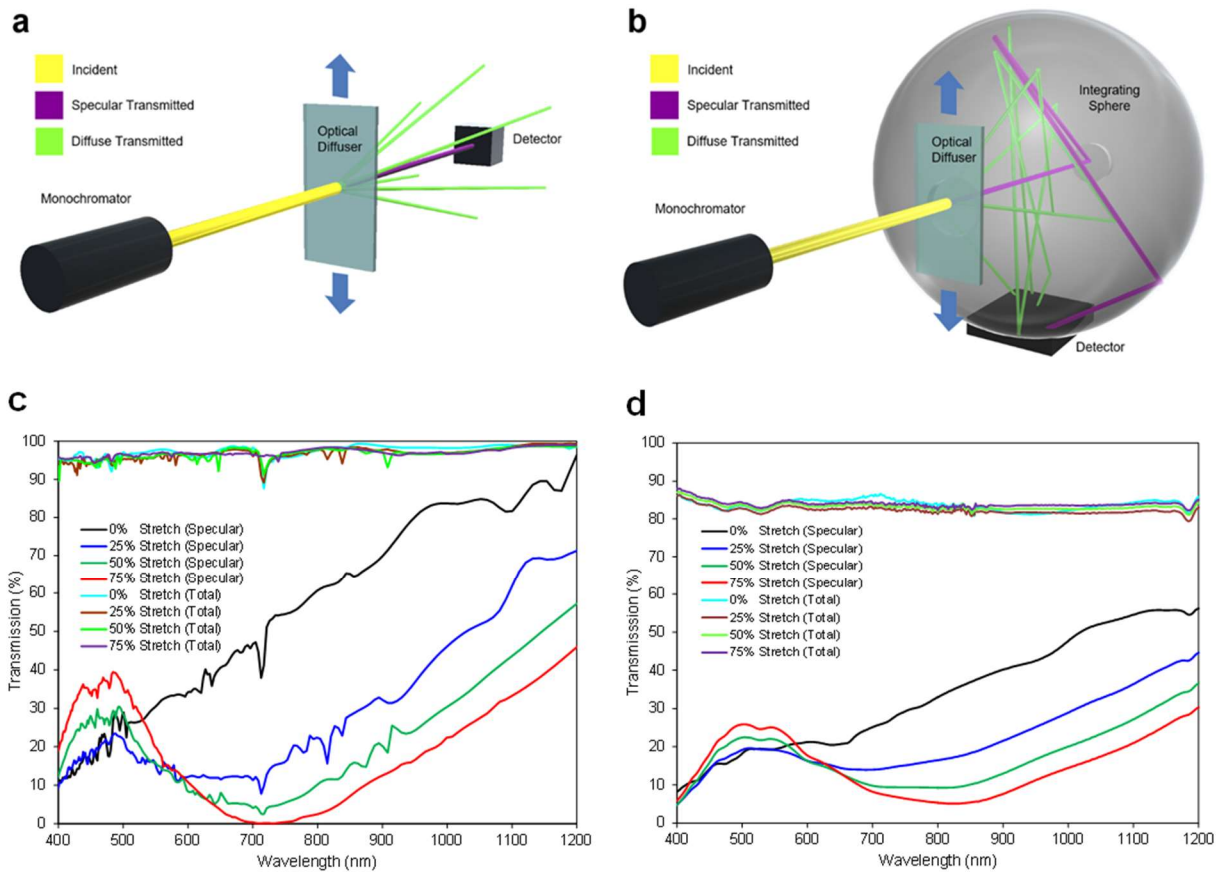 a
Incident
Specular Transmitted
Diffuse Transmitted
Monochromator
Optical
Diffuser
Detector
b
Incident
Specular Transmitted
Diffuse Transmitted
Monochromator
Optical
Diffuser
Integrating
Sphere
Detector
c
Transmission (%)
100
90
80
70
60
50
40
30
20
10
0
0% Stretch (Specular)
25% Stretch (Specular)
50% Stretch (Specular)
75% Stretch (Specular)
0% Stretch (Total)
25% Stretch (Total)
50% Stretch (Total)
75% Stretch (Total)
400 500 600 700 800 900 1000 1100 1200
Wavelength (nm)
d
Transmisssion (%)
100
90
80
70
60
50
40
30
20
10
0
0% Stretch (Specular)
25% Stretch (Specular)
50% Stretch (Specular)
75% Stretch (Specular)
0% Stretch (Total)
25% Stretch (Total)
50% Stretch (Total)
75% Stretch (Total)
400 500 600 700 800 900 1000 1100 1200
Wavelength (nm)